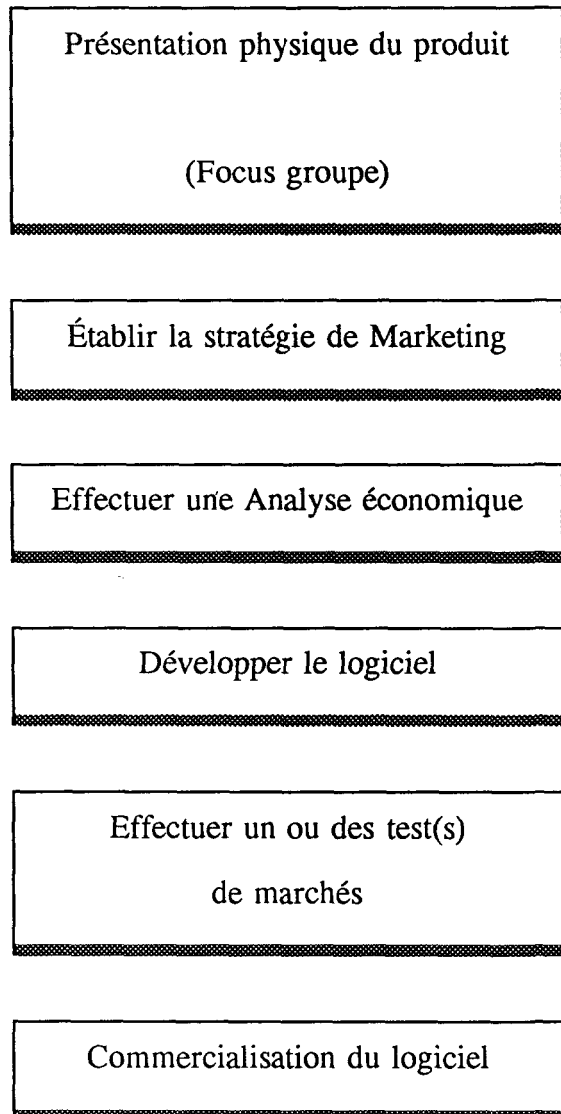 Présentation physique du produit
(Focus groupe)
Établir la stratégie de Marketing
Effectuer une Analyse économique
Développer le logiciel
Effectuer un ou des test(s)
de marchés
Commercialisation du logiciel